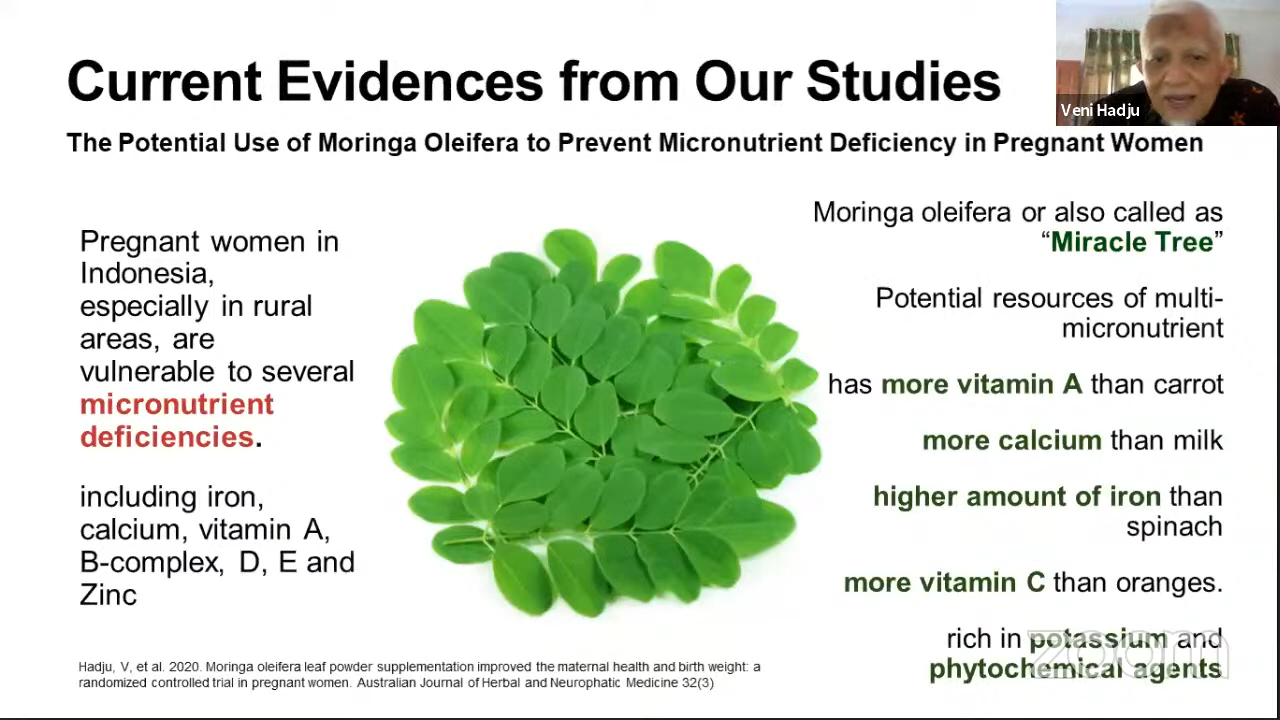 Current Evidences from Our Studies
Veni Hadju
The Potential Use of Moringa Oleifera to Prevent Micronutrient Deficiency in Pregnant Women
Pregnant women in
Indonesia,
especially in rural
areas, are
vulnerable to several
micronutrient
deficiencies.
including iron,
calcium, vitamin A,
B-complex, D, E and
Zinc
Moringa oleifera or also called as
“Miracle Tree”
Potential resources of multi-
micronutrient
has more vitamin A than carrot
more calcium than milk
higher amount of iron than
spinach
more vitamin C than oranges.
rich in potassium and
phytochemical agents
zoom
Hadju, V, et al. 2020. Moringa oleifera leaf powder supplementation improved the maternal health and birth weight: a
randomized controlled trial in pregnant women. Australian Journal of Herbal and Neurophatic Medicine 32(3)